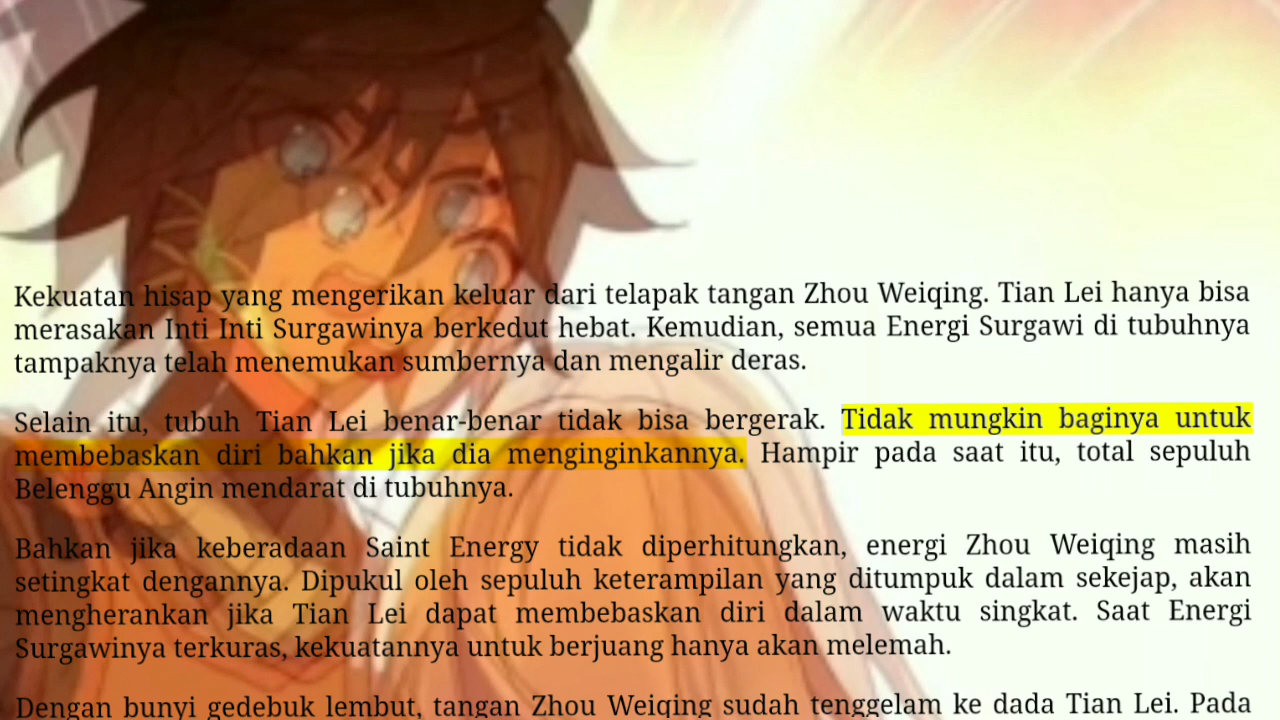 Kekuatan hisap yang mengerikan keluar dari telapak tangan Zhou Weiqing. Tian Lei hanya bisa
merasakan Inti Inti Surgawinya berkedut hebat. Kemudian, semua Energi Surgawi di tubuhnya
tampaknya telah menemukan sumbernya dan mengalir deras.
Selain itu, tubuh Tian Lei benar-benar tidak bisa bergerak. Tidak mungkin baginya untuk
membebaskan diri bahkan jika dia menginginkannya. Hampir pada saat itu, total sepuluh
Belenggu Angin mendarat di tubuhnya.
Bahkan jika keberadaan Saint Energy tidak diperhitungkan, energi Zhou Weiqing masih
setingkat dengannya. Dipukul oleh sepuluh keterampilan yang ditumpuk dalam sekejap, akan
mengherankan jika Tian Lei dapat membebaskan diri dalam waktu singkat. Saat Energi
Surgawinya terkuras, kekuatannya untuk berjuang hanya akan melemah.
Dengan bunyi gedebuk lembut, tangan Zhou Weiqing sudah tenggelam ke dada Tian Lei. Pada